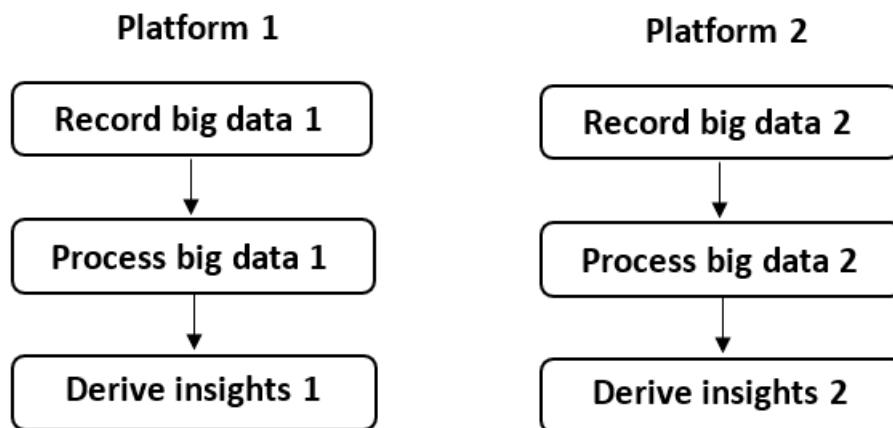 Platform 1
Record big data 1
Process big data 1
Derive insights 1
Platform 2
Record big data 2
Process big data 2
Derive insights 2